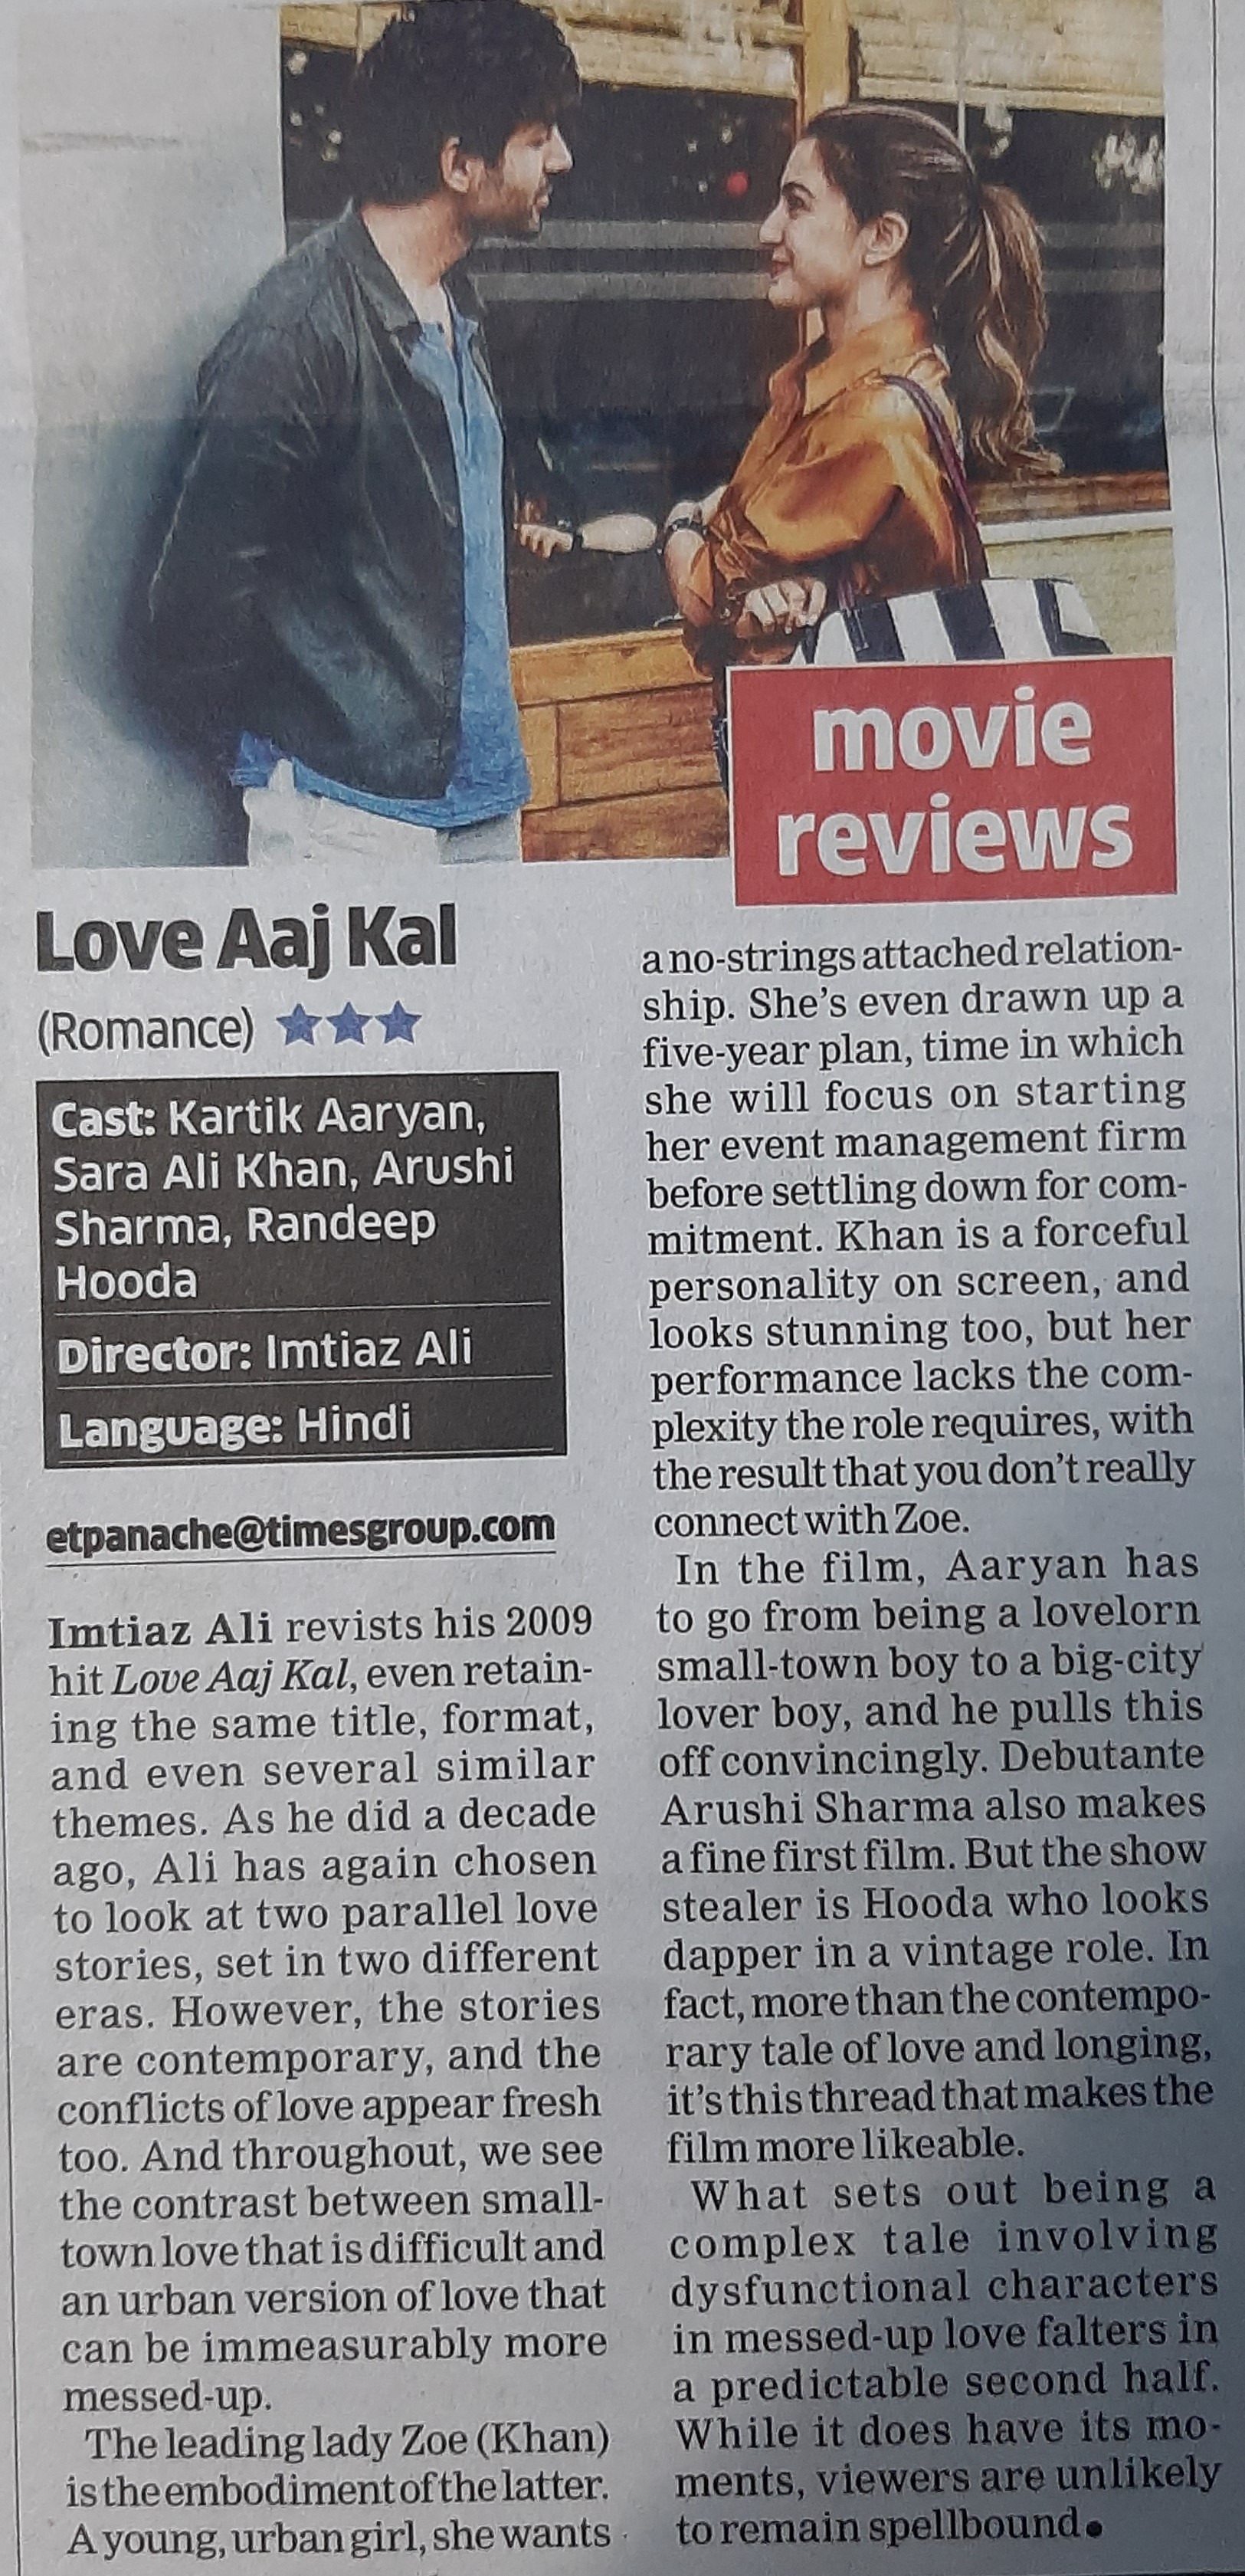 movie
reviews
Love Aaj Kal
(Romance) ★★★
Cast: Kartik Aaryan,
Sara Ali Khan, Arushi
Sharma, Randeep
Hooda
Director: Imtiaz Ali
Language: Hindi
etpanache@timesgroup.com
Imtiaz Ali revists his 2009
hit Love Aaj Kal, even retain-
ing the same title, format,
and even several similar
themes. As he did a decade
ago, Ali has again chosen
to look at two parallel love
stories, set in two different
eras. However, the stories
are contemporary, and the
conflicts of love appear fresh
too. And throughout, we see
the contrast between small-
town love that is difficult and
an urban version of love that
can be immeasurably more
messed-up.
The leading lady Zoe (Khan)
is the embodiment of the latter.
A young, urban girl, she wants
a no-strings attached relation-
ship. She's even drawn up a
five-year plan, time in which
she will focus on starting
her event management firm
before settling down for com-
mitment. Khan is a forceful
personality on screen, and
looks stunning too, but her
performance lacks the com-
plexity the role requires, with
the result that you don't really
connect with Zoe.
In the film, Aaryan has
to go from being a lovelorn
small-town boy to a big-city
lover boy, and he pulls this
off convincingly. Debutante
Arushi Sharma also makes
a fine first film. But the show
stealer is Hooda who looks
dapper in a vintage role. In
fact, more than the contempo-
rary tale of love and longing,
it's this thread that makes the
film more likeable.
What sets out being a
complex tale involving
dysfunctional characters
in messed-up love falters in
a predictable second half.
While it does have its mo-
ments, viewers are unlikely
to remain spellbound●